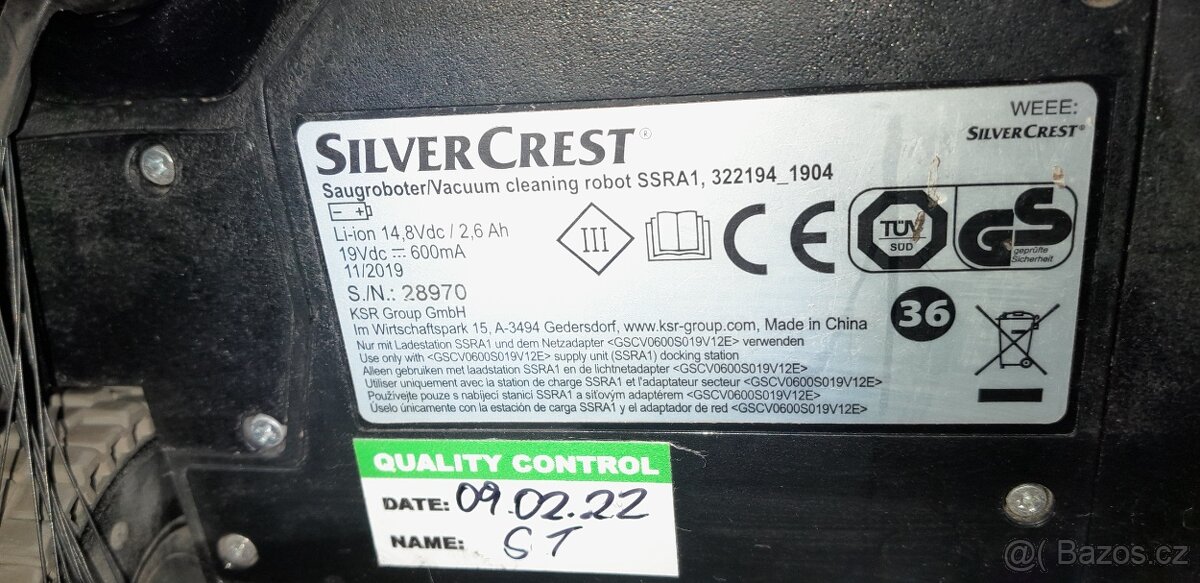 WEEE:
SILVERCREST®
SILVERCREST®
Saugroboter/Vacuum cleaning robot SSRA1, 322194_1904
- +
Li-ion 14,8Vdc / 2,6 Ah
19Vdc ⎓ 600mA
11/2019
S./N.: 28970
KSR Group GmbH
Im Wirtschaftspark 15, A-3494 Gedersdorf, www.ksr-group.com, Made in China
Nur mit Ladestation SSRA1 und dem Netzadapter <GSCV0600S019V12E> verwenden
Use only with <GSCV0600S019V12E> supply unit (SSRA1) docking station
Alleen gebruiken met laadstation SSRA1 en de lichtnetadapter <GSCV0600S019V12E>
Utiliser uniquement avec la station de charge SSRA1 et l'adaptateur secteur <GSCV0600S019V12E>
Používejte pouze s nabíjecí stanicí SSRA1 a síťovým adaptérem <GSCV0600S019V12E>
Úselo únicamente con la estación de carga SSRA1 y el adaptador de red <GSCV0600S019V12E>
III
CE
TÜV
SÜD
GS
geprüfte
Sicherheit
36
QUALITY CONTROL
DATE: 09.02.22
NAME: ST
@( Bazos.cz